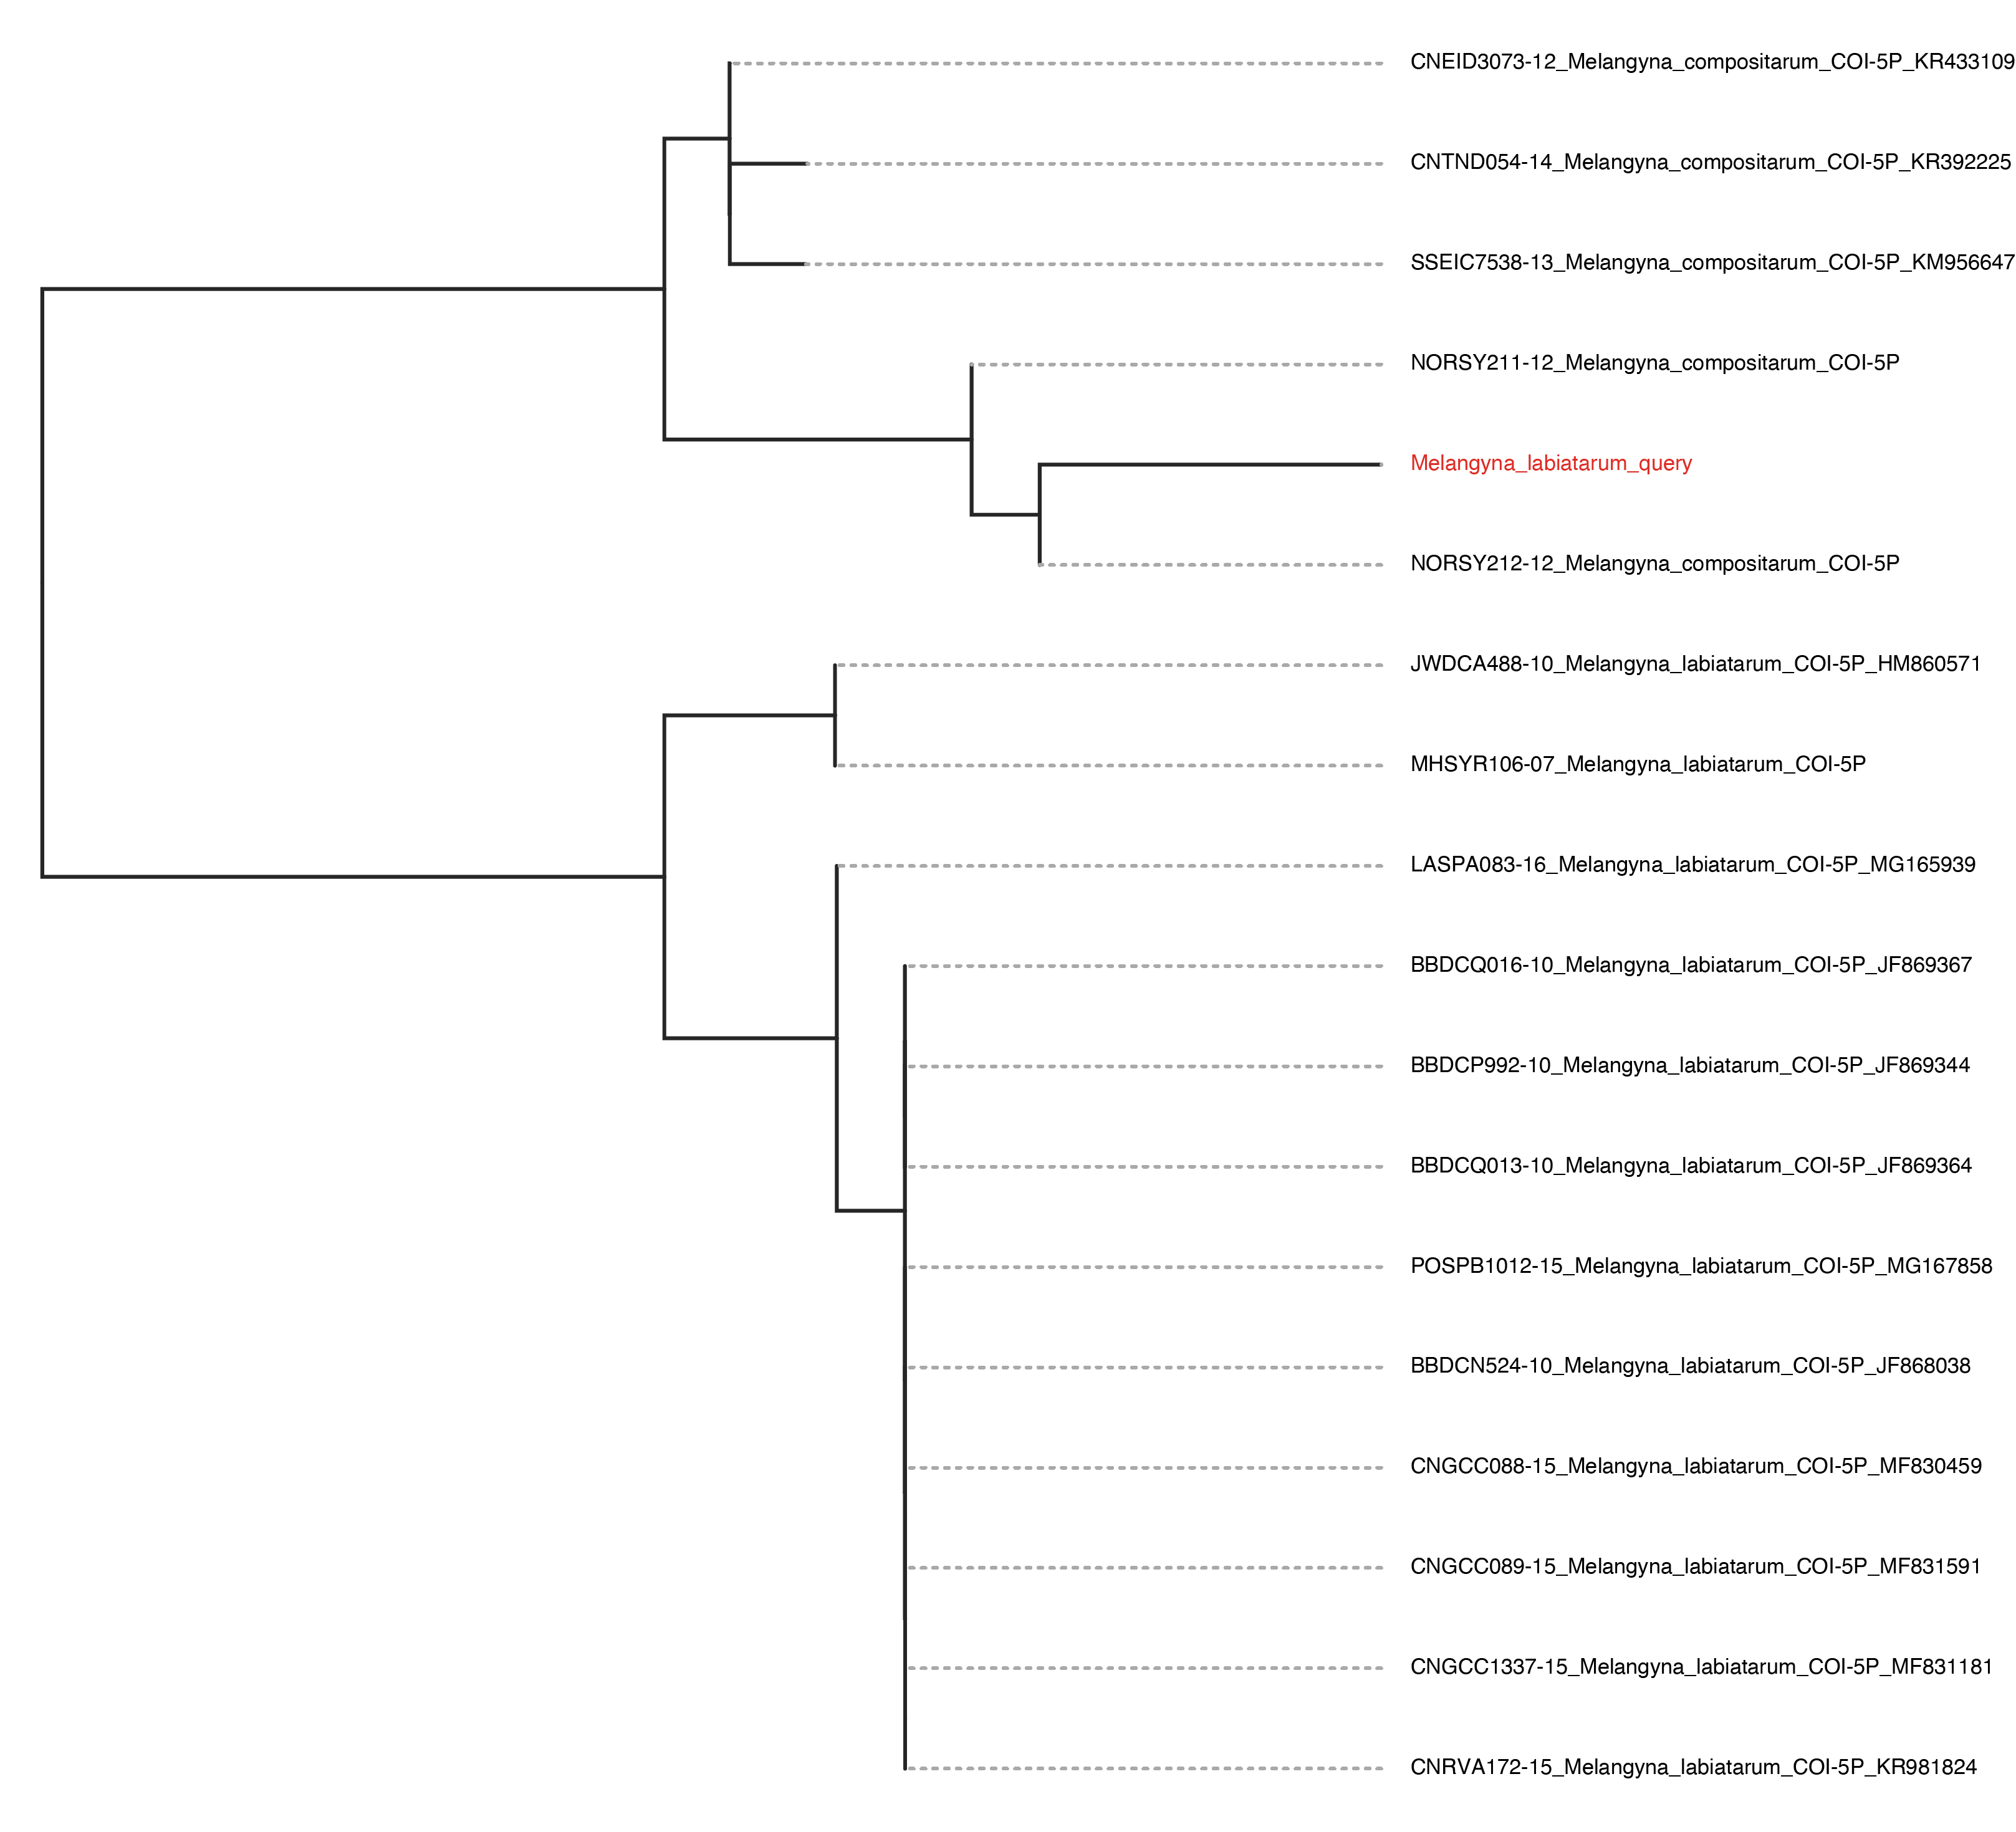 CNEID3073-12_Melangyna_compositarum_COI-5P_KR433109
CNTND054-14_Melangyna_compositarum_COI-5P_KR392225
SSEIC7538-13_Melangyna_compositarum_COI-5P_KM956647
NORSY211-12_Melangyna_compositarum_COI-5P
Melangyna_labiatarum_query
NORSY212-12_Melangyna_compositarum_COI-5P
JWDCA488-10_Melangyna_labiatarum_COI-5P_HM860571
MHSYR106-07_Melangyna_labiatarum_COI-5P
LASPA083-16_Melangyna_labiatarum_COI-5P_MG165939
BBDCQ016-10_Melangyna_labiatarum_COI-5P_JF869367
BBDCP992-10_Melangyna_labiatarum_COI-5P_JF869344
BBDCQ013-10_Melangyna_labiatarum_COI-5P_JF869364
POSPB1012-15_Melangyna_labiatarum_COI-5P_MG167858
BBDCN524-10_Melangyna_labiatarum_COI-5P_JF868038
CNGCC088-15_Melangyna_labiatarum_COI-5P_MF830459
CNGCC089-15_Melangyna_labiatarum_COI-5P_MF831591
CNGCC1337-15_Melangyna_labiatarum_COI-5P_MF831181
CNRVA172-15_Melangyna_labiatarum_COI-5P_KR981824